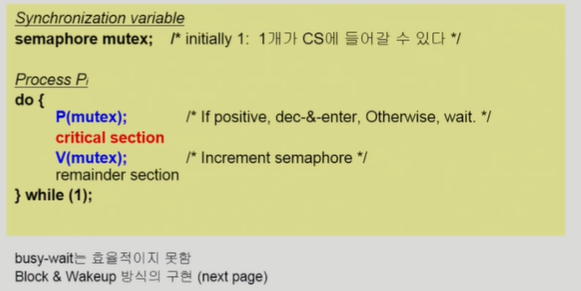 Synchronization variable
semaphore mutex; /* initially 1: 1개가 CS에 들어갈 수 있다 */
Process Pi
do {
P(mutex); /* If positive, dec-&-enter, Otherwise, wait. */
critical section
V(mutex); /* Increment semaphore */
remainder section
} while (1);
busy-wait는 효율적이지 못함
Block & Wakeup 방식의 구현 (next page)